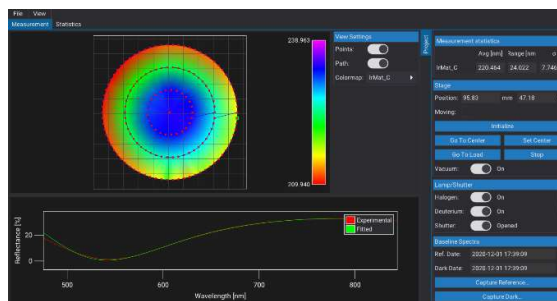 File View
Measurement Statistics
238.963
209.940
View Settings
Points:
Path:
Colormap: IrMat_C
Project
Measurement statistics
Avg [nm] Range [nm σ
IrMat_C 220.464 24.022 7.746
Stage
Position: 95.83 mm 47.18
Moving:
Initialise
Go To Center Set Center
Go To Load Stop
Vacuum: On
Lamp/Shutter
Halogen: On
Deuterium: On
Shutter: Opened
Baseline Spectra
Ref. Date: 2020-12-01 17:39:09
Dark Date: 2020-12-01 17:39:09
Capture Reference...
Capture Dark...
Reflectance [%]
20
0
Experimental
Fitted
500 600 700 800
Wavelength [nm]